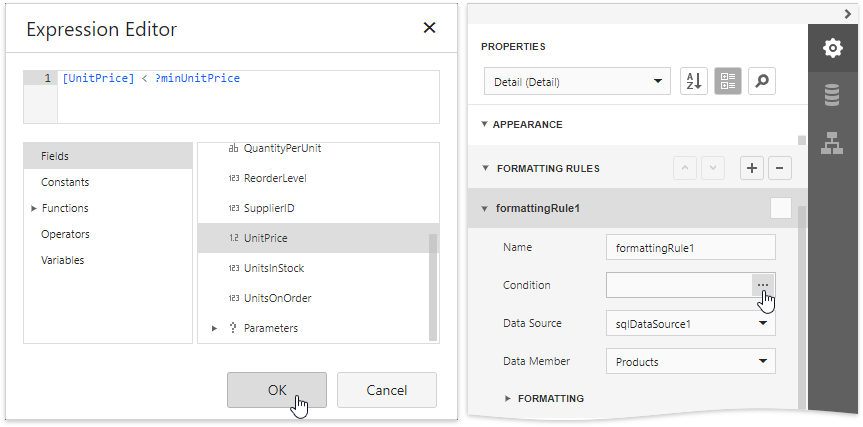 Expression Editor
1 [UnitPrice] < ?minUnitPrice
Fields
Constants
Functions
Operators
Variables
ab QuantityPerUnit
123 ReorderLevel
123 SupplierID
1.2 UnitPrice
123 UnitsInStock
123 UnitsOnOrder
? Parameters
OK
Cancel
PROPERTIES
Detail (Detail)
A Z
APPEARANCE
FORMATTING RULES
formattingRule1
Name formattingRule1
Condition ...
Data Source sqlDataSource1
Data Member Products
FORMATTING